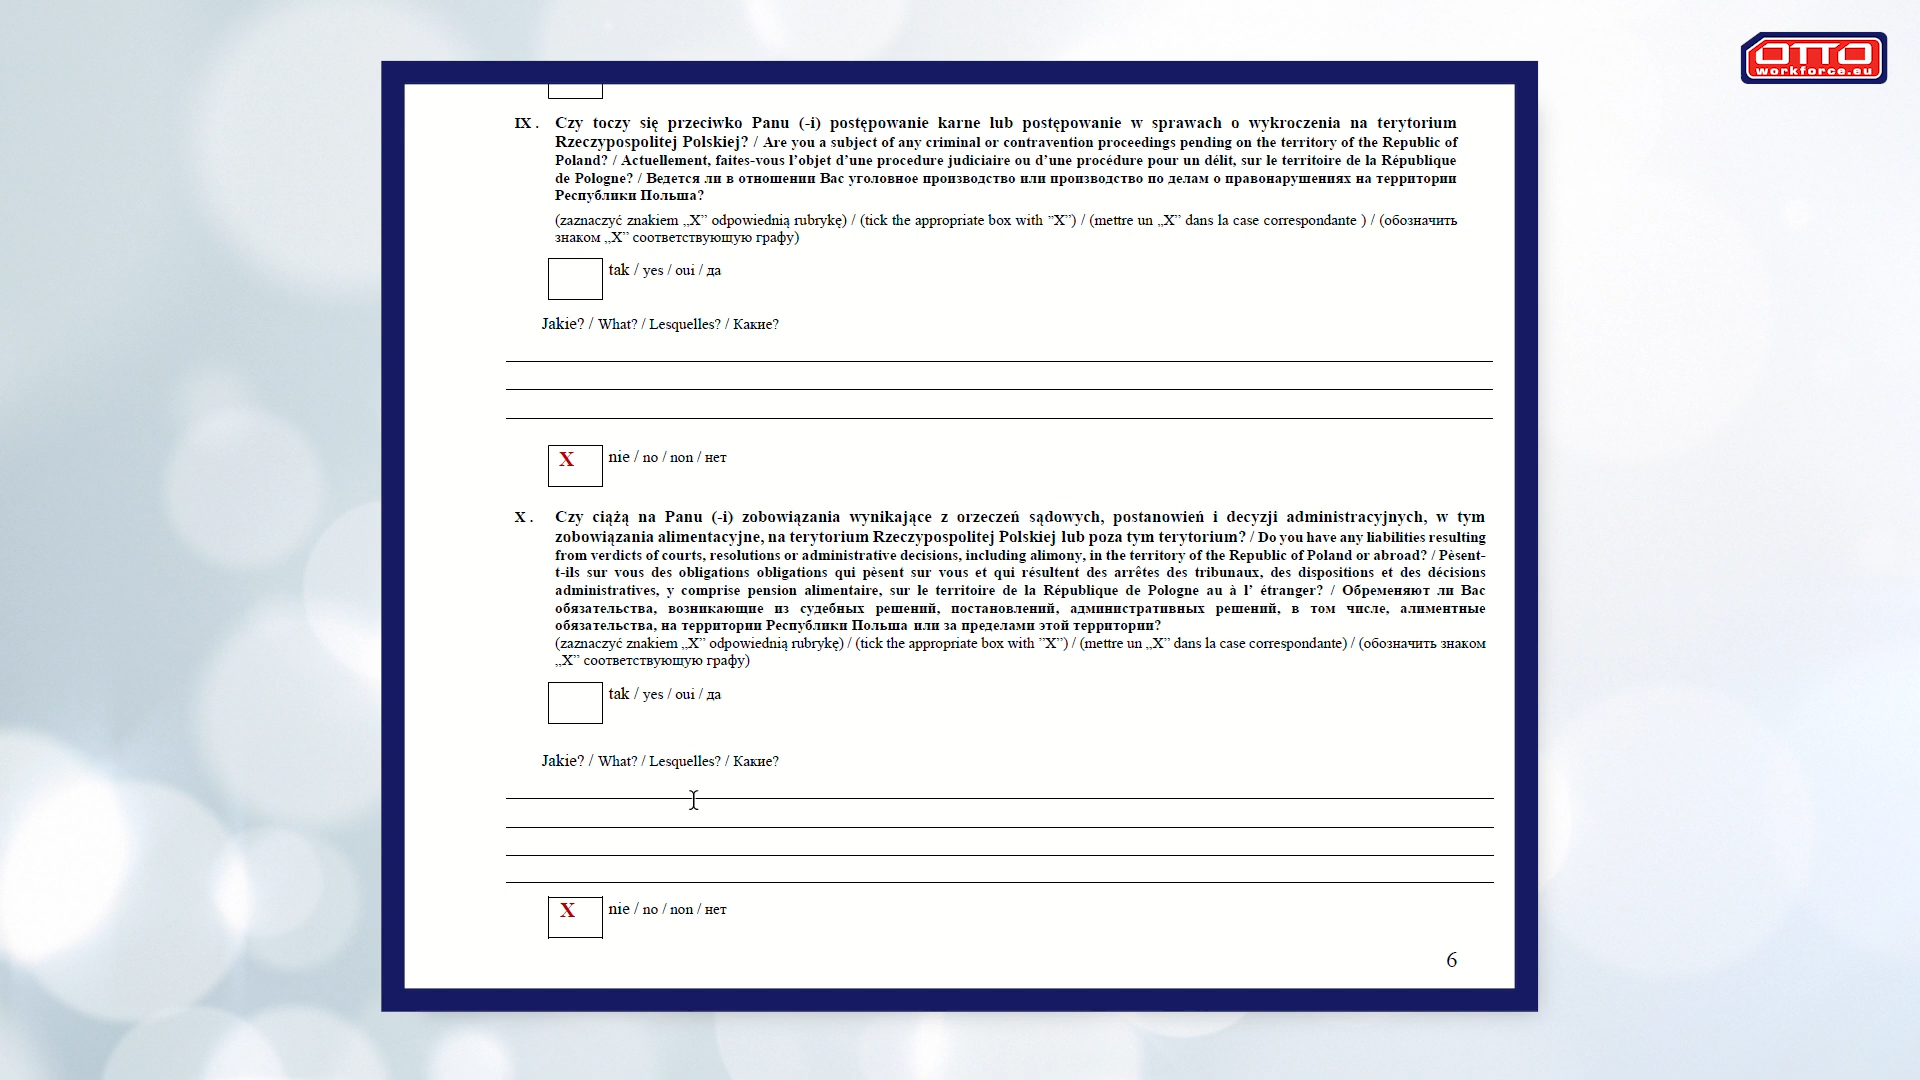 OTTO
workforce.eu
IX . Czy toczy się przeciwko Panu (-i) postępowanie karne lub postępowanie w sprawach o wykroczenia na terytorium
Rzeczypospolitej Polskiej? / Are you a subject of any criminal or contravention proceedings pending on the territory of the Republic of
Poland? / Actuellement, faites-vous l’objet d’une procedure judiciaire ou d’une procédure pour un délit, sur le territoire de la République
de Pologne? / Ведется ли в отношении Вас уголовное производство или производство по делам о правонарушениях на территории
Республики Польша?
(zaznaczyć znakiem „X” odpowiednią rubrykę) / (tick the appropriate box with ”X”) / (mettre un „X” dans la case correspondante ) / (обозначить
знаком „X” соответствующую графу)
tak / yes / oui / да
Jakie? / What? / Lesquelles? / Какие?
X nie / no / non / нет
X . Czy ciążą na Panu (-i) zobowiązania wynikające z orzeczeń sądowych, postanowień i decyzji administracyjnych, w tym
zobowiązania alimentacyjne, na terytorium Rzeczypospolitej Polskiej lub poza tym terytorium? / Do you have any liabilities resulting
from verdicts of courts, resolutions or administrative decisions, including alimony, in the territory of the Republic of Poland or abroad? / Pèsent-
t-ils sur vous des obligations obligations qui pèsent sur vous et qui résultent des arrêtes des tribunaux, des dispositions et des décisions
administratives, y comprise pension alimentaire, sur le territoire de la République de Pologne au à l’ étranger? / Обременяют ли Вас
обязательства, возникающие из судебных решений, постановлений, административных решений, в том числе, алиментные
обязательства, на территории Республики Польша или за пределами этой территории?
(zaznaczyć znakiem „X” odpowiednią rubrykę) / (tick the appropriate box with ”X”) / (mettre un „X” dans la case correspondante) / (обозначить знаком
„X” соответствующую графу)
tak / yes / oui / да
Jakie? / What? / Lesquelles? / Какие?
X nie / no / non / нет
6